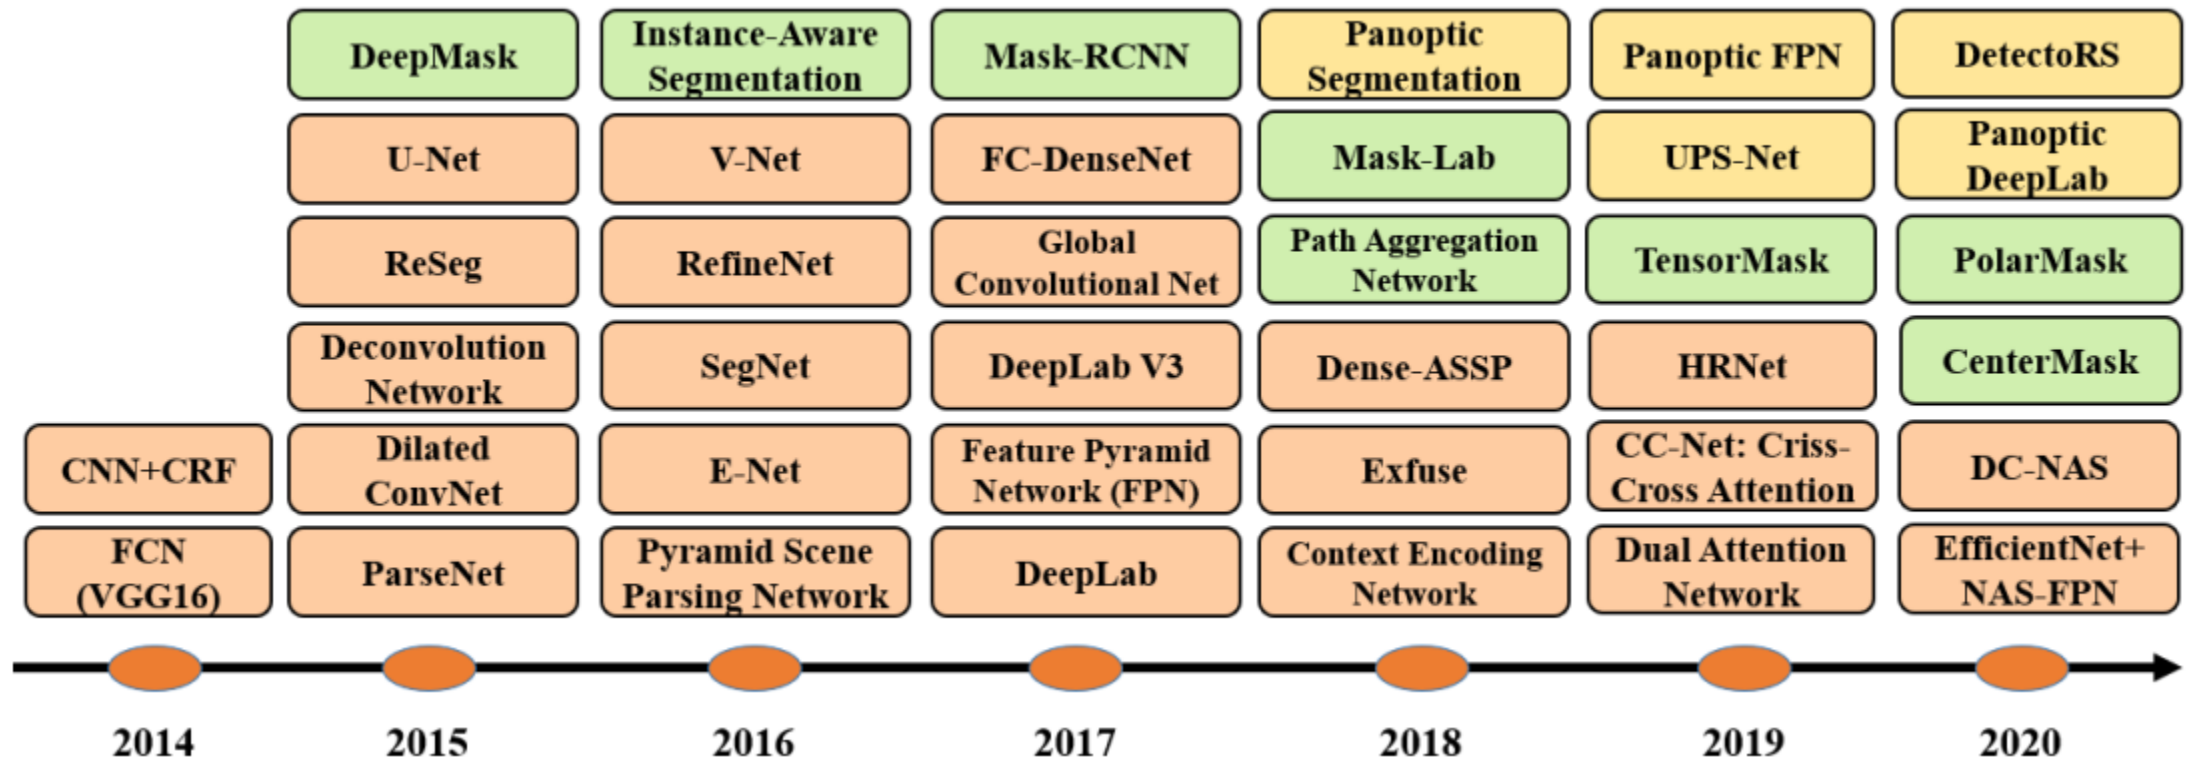 DeepMask
Instance-Aware
Segmentation
Mask-RCNN
Panoptic
Segmentation
Panoptic FPN
DetectoRS
U-Net
V-Net
FC-DenseNet
Mask-Lab
UPS-Net
Panoptic
DeepLab
ReSeg
RefineNet
Global
Convolutional Net
Path Aggregation
Network
TensorMask
PolarMask
Deconvolution
Network
SegNet
DeepLab V3
Dense-ASSP
HRNet
CenterMask
CNN+CRF
Dilated
ConvNet
E-Net
Feature Pyramid
Network (FPN)
Exfuse
CC-Net: Criss-
Cross Attention
DC-NAS
FCN
(VGG16)
ParseNet
Pyramid Scene
Parsing Network
DeepLab
Context Encoding
Network
Dual Attention
Network
EfficientNet+
NAS-FPN
2014
2015
2016
2017
2018
2019
2020